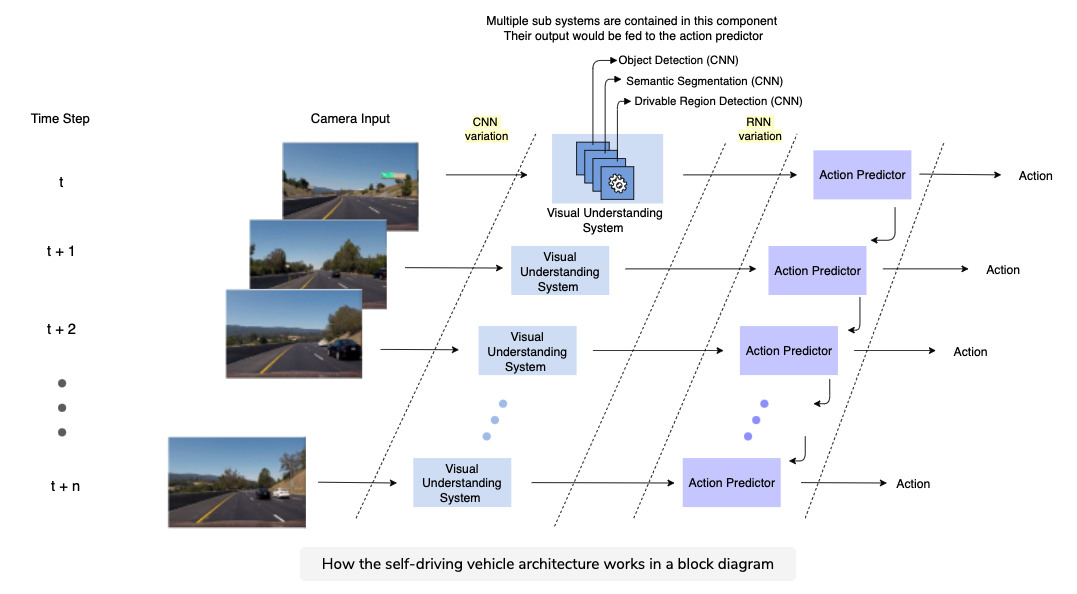 Multiple sub systems are contained in this component
Their output would be fed to the action predictor
Object Detection (CNN)
Semantic Segmentation (CNN)
Drivable Region Detection (CNN)
Time Step
Camera Input
CNN
variation
RNN
variation
t
Visual Understanding
System
Action Predictor
Action
t + 1
Visual
Understanding
System
Action Predictor
Action
t + 2
Visual
Understanding
System
Action Predictor
Action
t + n
Visual
Understanding
System
Action Predictor
Action
How the self-driving vehicle architecture works in a block diagram